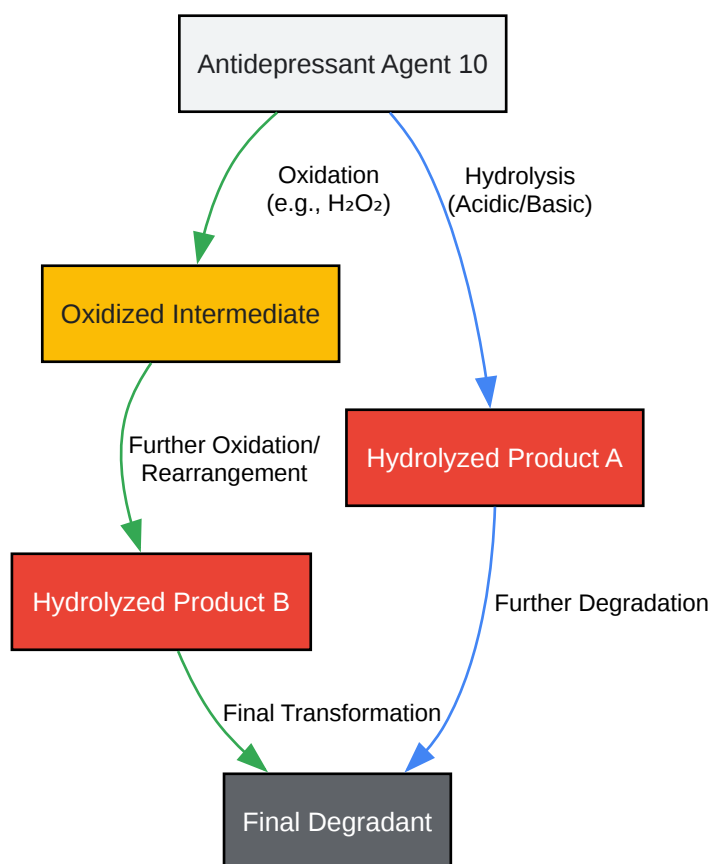 Antidepressant Agent 10
Oxidation
(e.g., H₂O₂)
Hydrolysis
(Acidic/Basic)
Oxidized Intermediate
Hydrolyzed Product A
Further Oxidation/
Rearrangement
Hydrolyzed Product B
Further Degradation
Final Transformation
Final Degradant